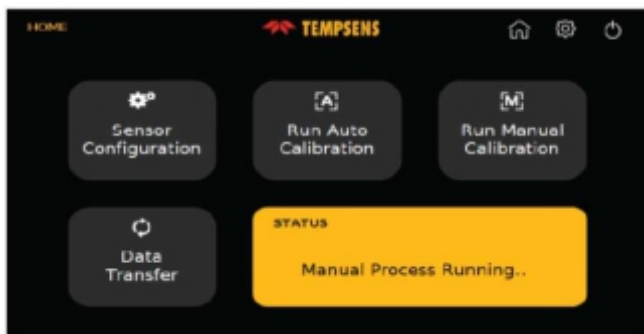 HOME
TEMPSENS
Sensor
Configuration
[A]
Run Auto
Calibration
[M]
Run Manual
Calibration
Data
Transfer
STATUS
Manual Process Running..